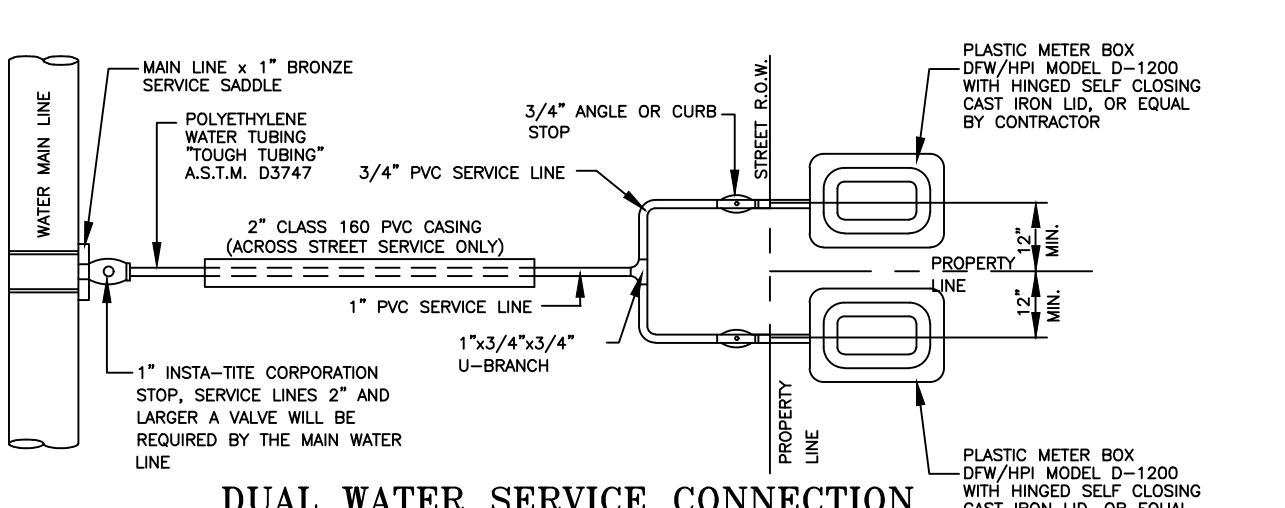 WATER MAIN LINE
MAIN LINE x 1" BRONZE
SERVICE SADDLE
POLYETHYLENE
WATER TUBING
"TOUGH TUBING"
A.S.T.M. D3747
3/4" PVC SERVICE LINE
3/4" ANGLE OR CURB
STOP
STREET R.O.W.
PLASTIC METER BOX
DFW/HPI MODEL D-1200
WITH HINGED SELF CLOSING
CAST IRON LID, OR EQUAL
BY CONTRACTOR
2" CLASS 160 PVC CASING
(ACROSS STREET SERVICE ONLY)
12"
MIN.
PROPERTY
LINE
12"
MIN.
1" PVC SERVICE LINE
1"x3/4"x3/4"
U-BRANCH
1" INSTA-TITE CORPORATION
STOP, SERVICE LINES 2" AND
LARGER A VALVE WILL BE
REQUIRED BY THE MAIN WATER
LINE
PROPERTY
LINE
PLASTIC METER BOX
DFW/HPI MODEL D-1200
WITH HINGED SELF CLOSING
CAST IRON LID, OR EQUAL
DUAL WATER SERVICE CONNECTION